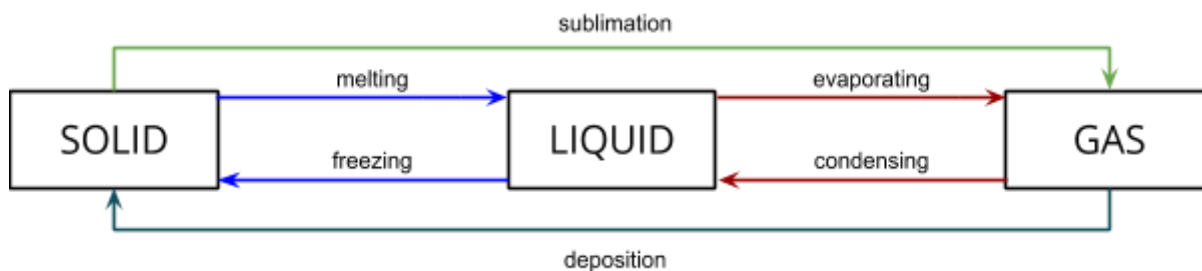 sublimation
melting
evaporating
SOLID
LIQUID
GAS
freezing
condensing
deposition